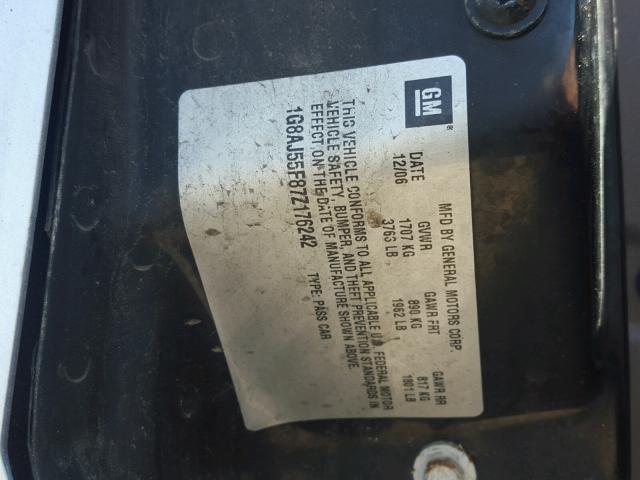 GM ®
MFD BY GENERAL MOTORS CORP.
DATE GVWR GAWR FRT GAWR RR
12/06 1707 KG 890 KG 817 KG
3763 LB 1962 LB 1801 LB
THIS VEHICLE CONFORMS TO ALL APPLICABLE U.S. FEDERAL MOTOR
VEHICLE SAFETY, BUMPER, AND THEFT PREVENTION STANDARDS IN
EFFECT ON THE DATE OF MANUFACTURE SHOWN ABOVE.
1G8AJ55F87Z176242 TYPE: PASS CAR